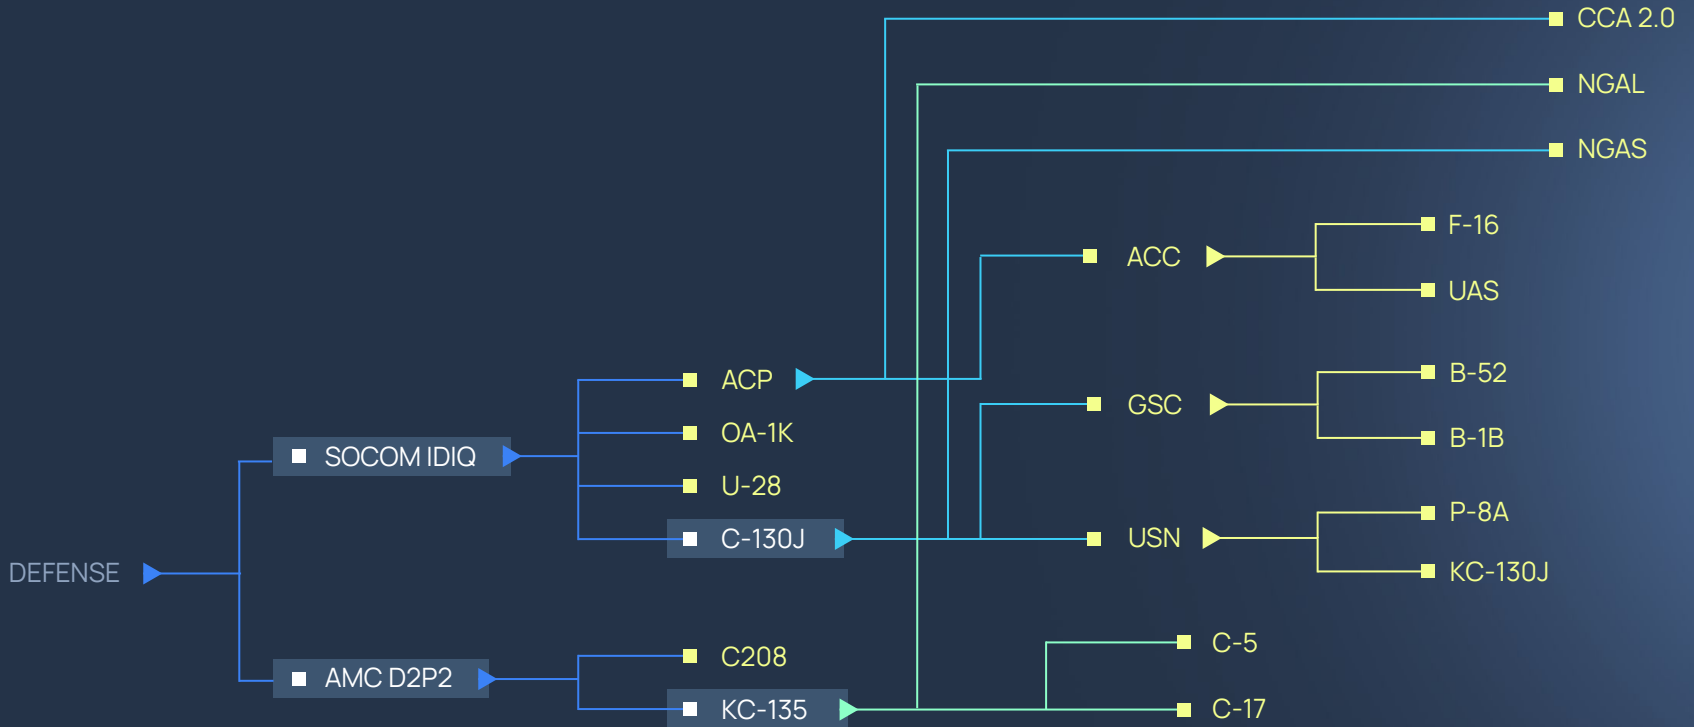 CCA 2.0
NGAL
NGAS
F-16
ACC
UAS
B-52
ACP
GSC
OA-1K
B-1B
SOCOM IDIQ
U-28
P-8A
C-130J
USN
DEFENSE
KC-130J
C-5
C208
AMC D2P2
KC-135
C-17